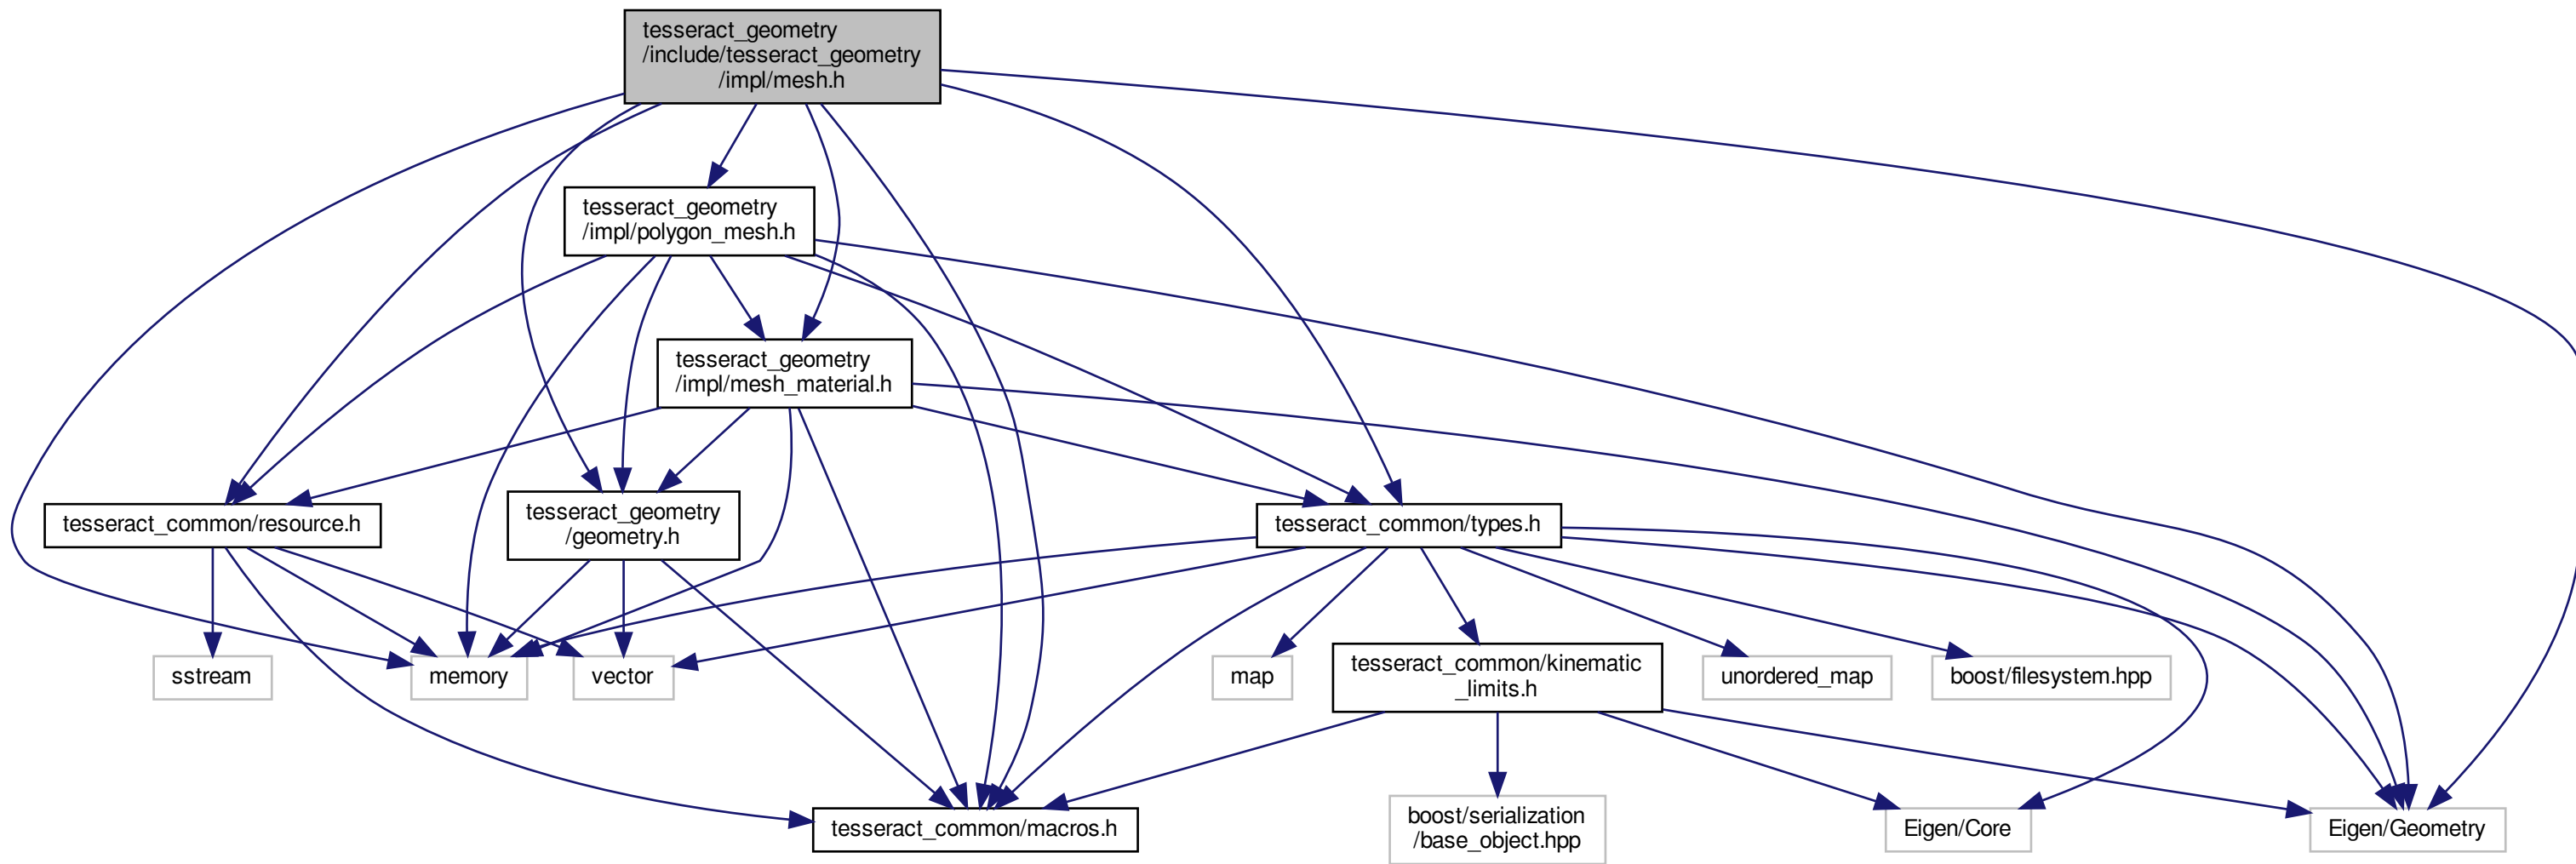 tesseract_geometry
/include/tesseract_geometry
/impl/mesh.h
tesseract_geometry
/impl/polygon_mesh.h
tesseract_geometry
/impl/mesh_material.h
tesseract_common/resource.h
tesseract_geometry
/geometry.h
tesseract_common/types.h
sstream
memory
vector
map
tesseract_common/kinematic
_limits.h
unordered_map
boost/filesystem.hpp
tesseract_common/macros.h
boost/serialization
/base_object.hpp
Eigen/Core
Eigen/Geometry